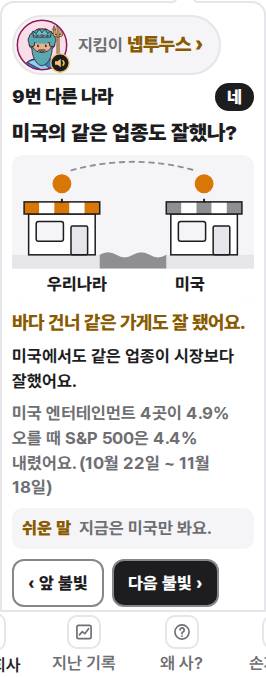 지킴이 넵투누스 ›
9번 다른 나라 네
미국의 같은 업종도 잘했나?
우리나라 미국
바다 건너 같은 가게도 잘 됐어요.
미국에서도 같은 업종이 시장보다
잘했어요.
미국 엔터테인먼트 4곳이 4.9%
오를 때 S&P 500은 4.4%
내렸어요. (10월 22일 ~ 11월
18일)
쉬운 말 지금은 미국만 봐요.
‹ 앞 불빛 다음 불빛 ›
회사 지난 기록 왜 사? 손